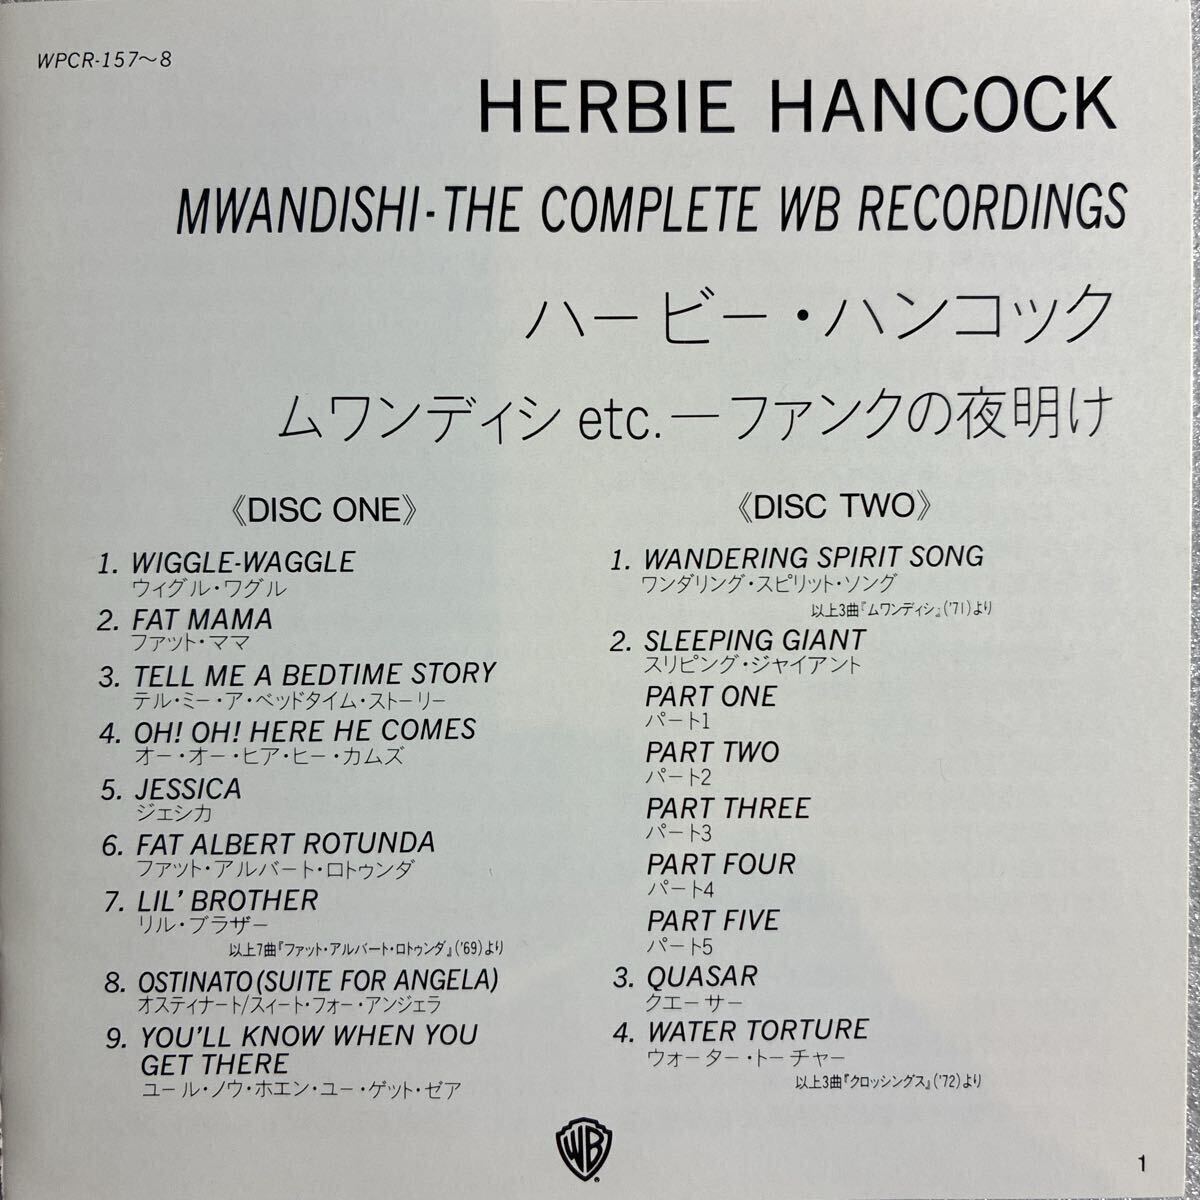 WPCR-157〜8
HERBIE HANCOCK
MWANDISHI-THE COMPLETE WB RECORDINGS
ハービー・ハンコック
ムワンディシ etc.―ファンクの夜明け
《DISC ONE》
1. WIGGLE-WAGGLE
ウィグル・ワグル
2. FAT MAMA
ファット・ママ
3. TELL ME A BEDTIME STORY
テル・ミー・ア・ベッドタイム・ストーリー
4. OH! OH! HERE HE COMES
オー・オー・ヒア・ヒー・カムズ
5. JESSICA
ジェシカ
6. FAT ALBERT ROTUNDA
ファット・アルバート・ロトゥンダ
7. LIL' BROTHER
リル・ブラザー
以上7曲『ファット・アルバート・ロトゥンダ』('69)より
8. OSTINATO(SUITE FOR ANGELA)
オスティナート/スィート・フォー・アンジェラ
9. YOU'LL KNOW WHEN YOU
GET THERE
ユール・ノウ・ホエン・ユー・ゲット・ゼア
《DISC TWO》
1. WANDERING SPIRIT SONG
ワンダリング・スピリット・ソング
以上3曲『ムワンディシ』('71)より
2. SLEEPING GIANT
スリピング・ジャイアント
PART ONE
パート1
PART TWO
パート2
PART THREE
パート3
PART FOUR
パート4
PART FIVE
パート5
3. QUASAR
クエーサー
4. WATER TORTURE
ウォーター・トーチャー
以上3曲『クロッシングス』('72)より
WB
1